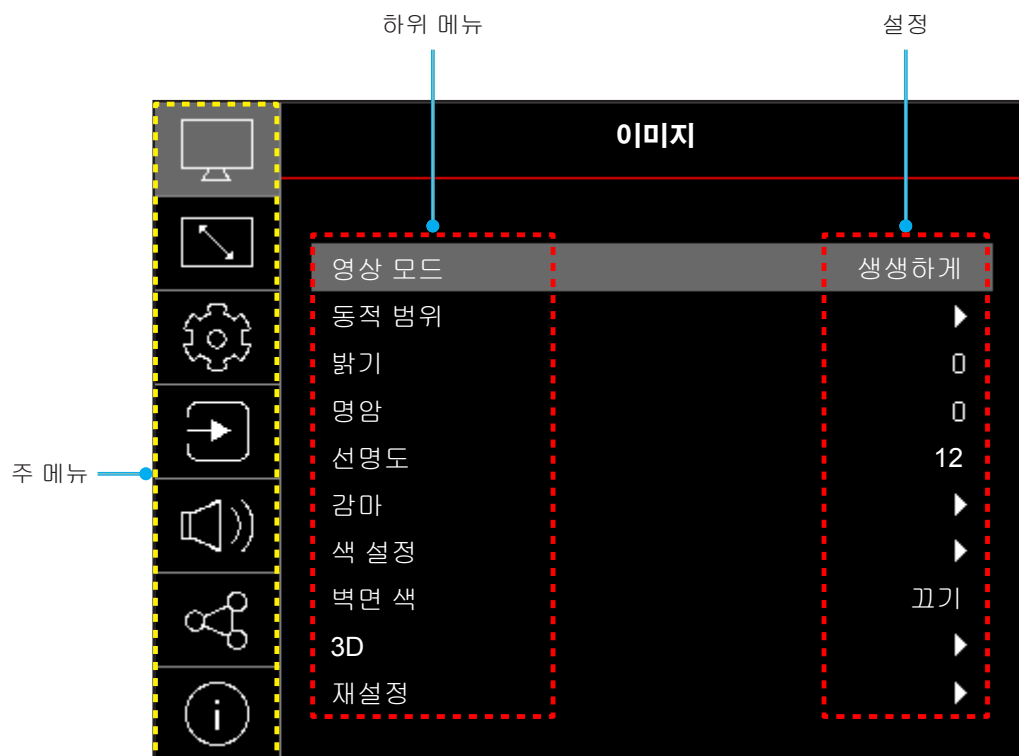 하위 메뉴 설정
이미지
영상 모드 생생하게
동적 범위
밝기 0
명암 0
선명도 12
주 메뉴
감마
색 설정
벽면 색 끄기
3D
재설정
i